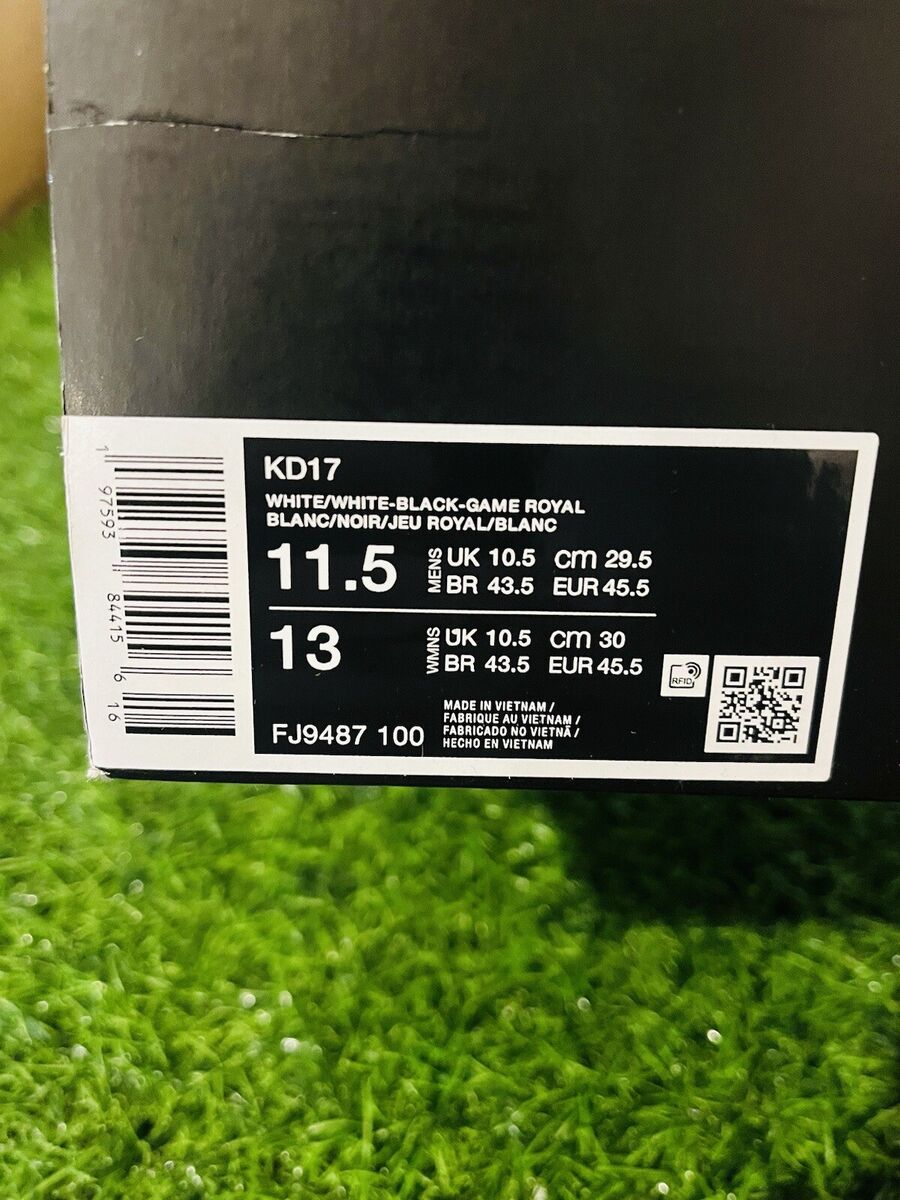 KD17
WHITE/WHITE-BLACK-GAME ROYAL
BLANC/NOIR/JEU ROYAL/BLANC
11.5 MENS UK 10.5 cm 29.5
BR 43.5 EUR 45.5
13 WMNS UK 10.5 cm 30
BR 43.5 EUR 45.5
RFID
FJ9487 100
MADE IN VIETNAM /
FABRIQUE AU VIETNAM /
FABRICADO NO VIETNÃ /
HECHO EN VIETNAM
1 97593 84415 6 16